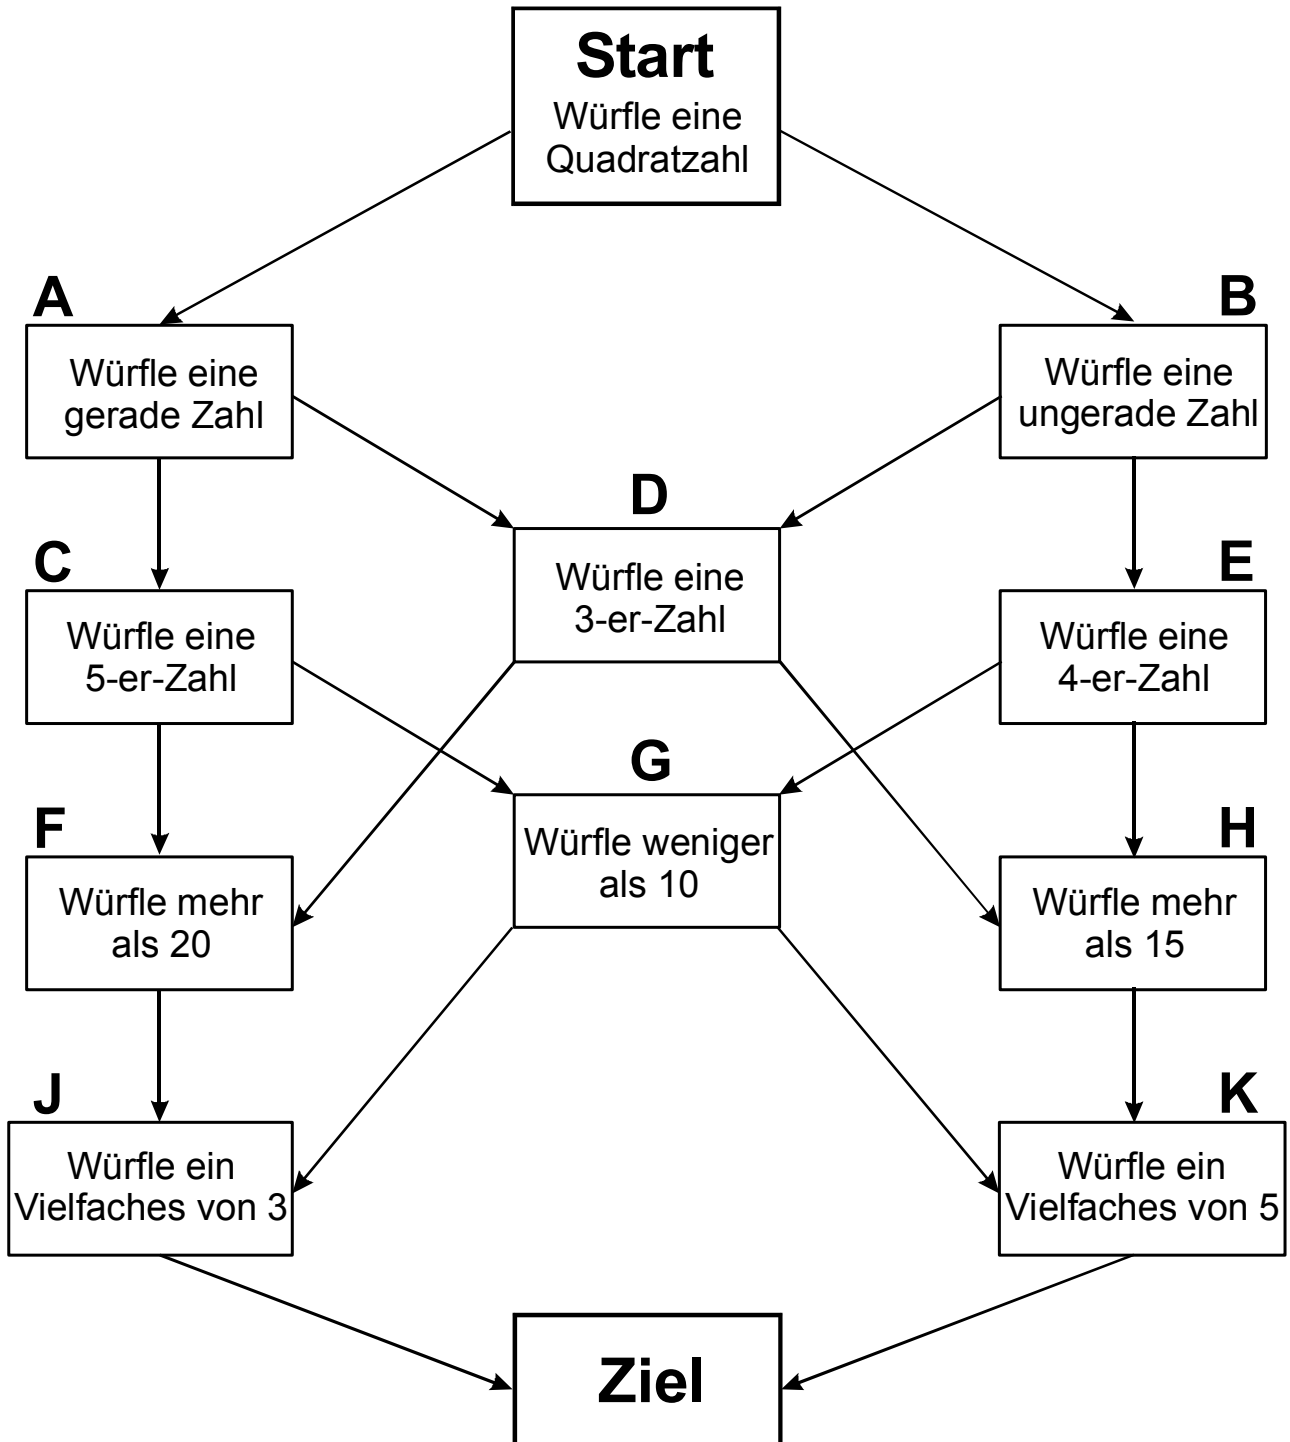 Start
Würfle eine
Quadratzahl
A
B
Würfle eine
gerade Zahl
Würfle eine
ungerade Zahl
D
Würfle eine
3-er-Zahl
C
E
Würfle eine
5-er-Zahl
Würfle eine
4-er-Zahl
G
Würfle weniger
als 10
F
H
Würfle mehr
als 20
Würfle mehr
als 15
J
K
Würfle ein
Vielfaches von 3
Würfle ein
Vielfaches von 5
Ziel